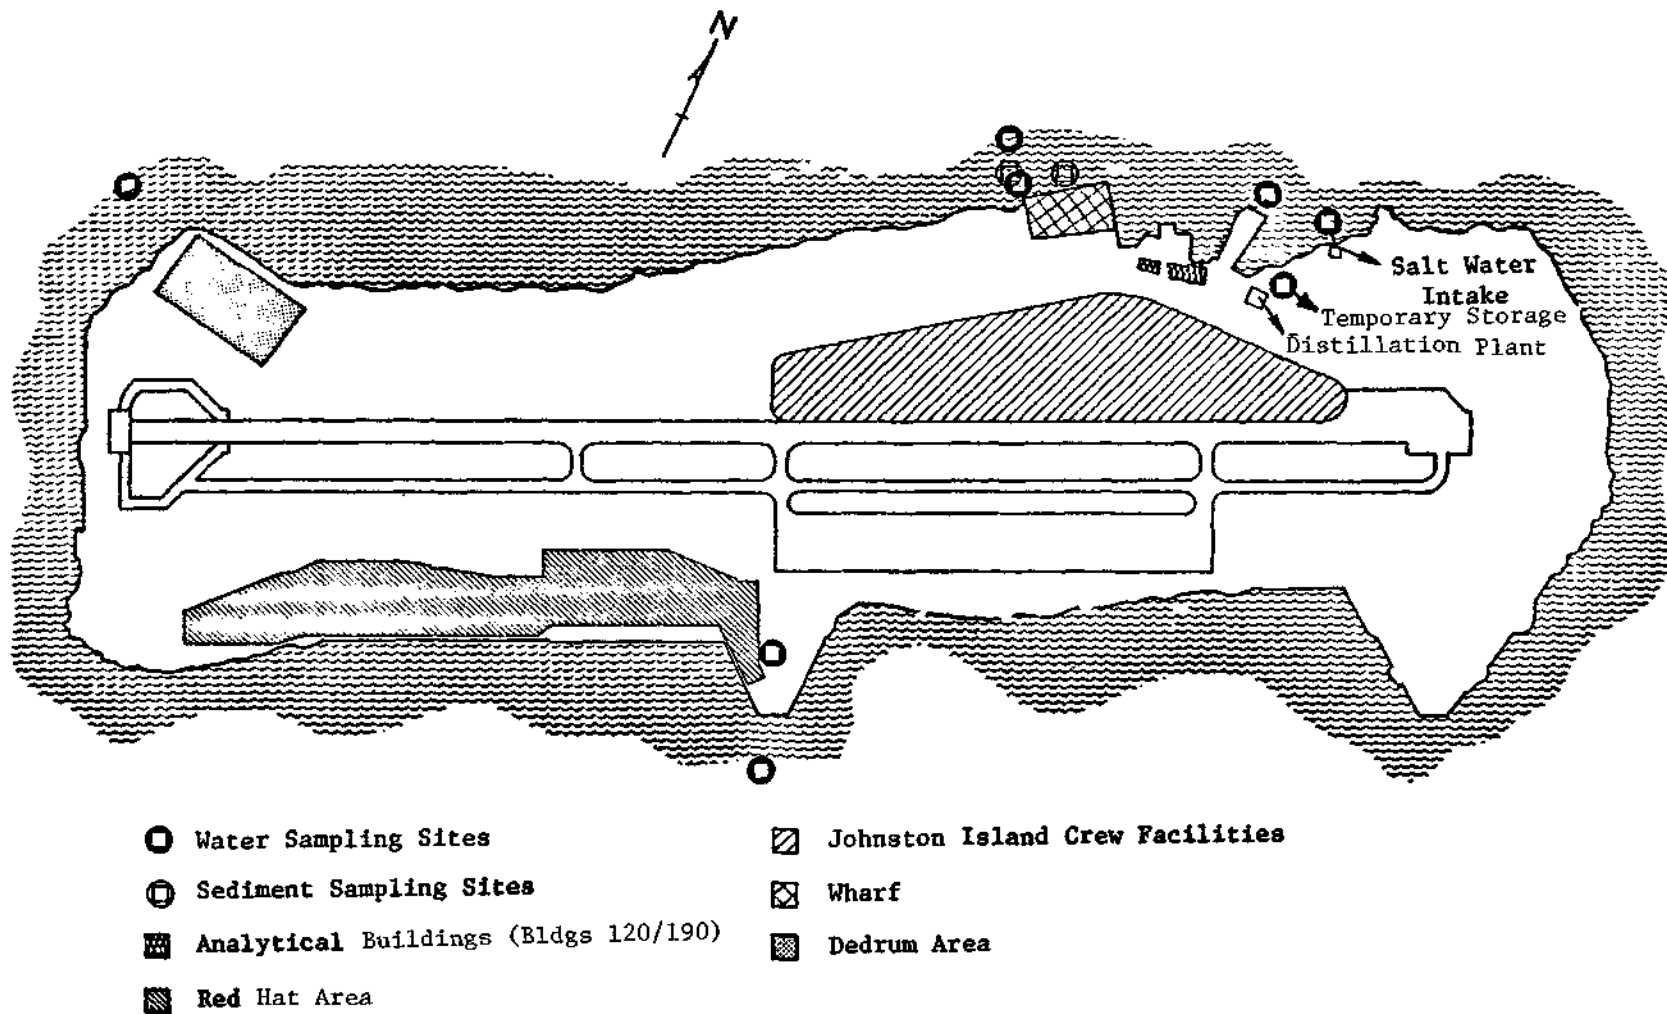 N
Salt Water
Intake
Temporary Storage
Distillation Plant
Water Sampling Sites
Sediment Sampling Sites
Analytical Buildings (Bldgs 120/190)
Red Hat Area
Johnston Island Crew Facilities
Wharf
Dedrum Area